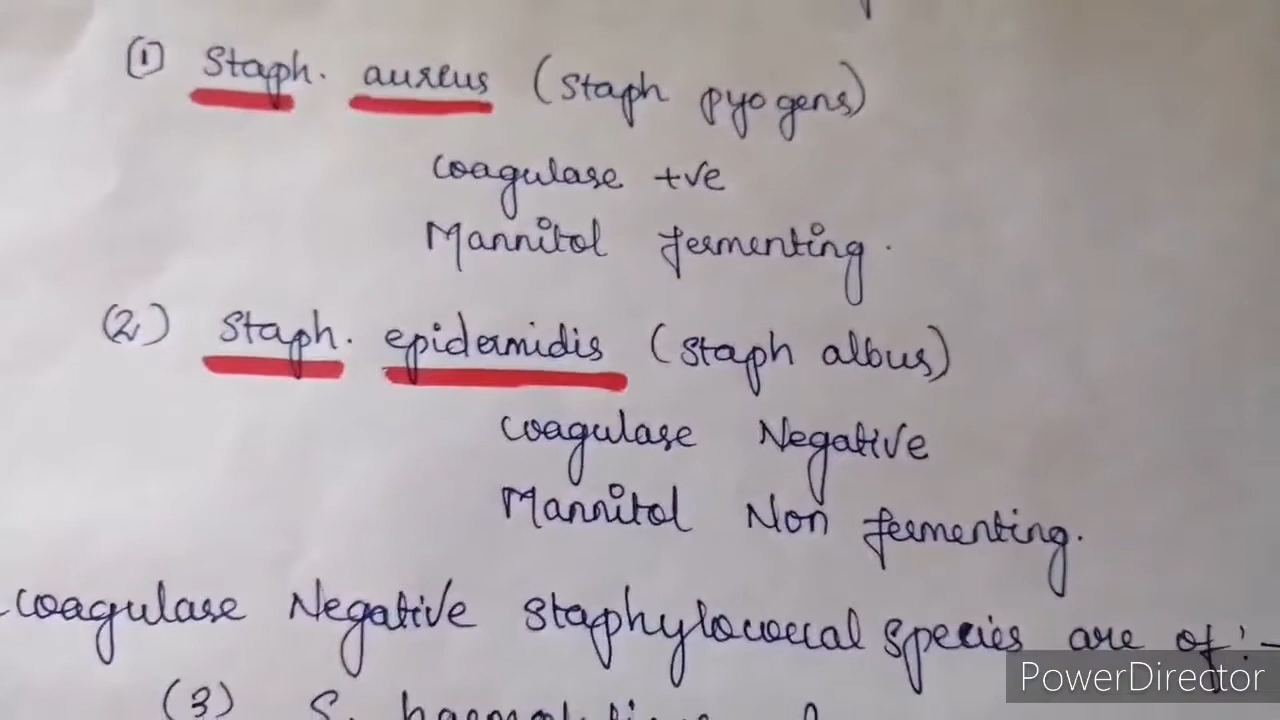 (1) Staph. aureus (Staph pyogens)
Coagulase +ve
Mannitol fermenting.
(2) Staph. epidermidis (Staph albus)
Coagulase Negative
Mannitol Non fermenting.
Coagulase Negative Staphylococcal species are of:-
PowerDirector
(3) S.